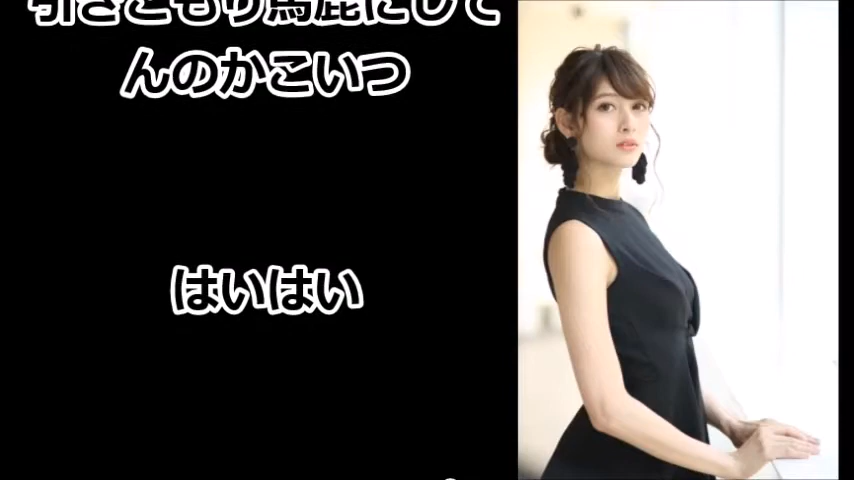 引きこもり馬鹿にして
んのかこいつ
はいはい